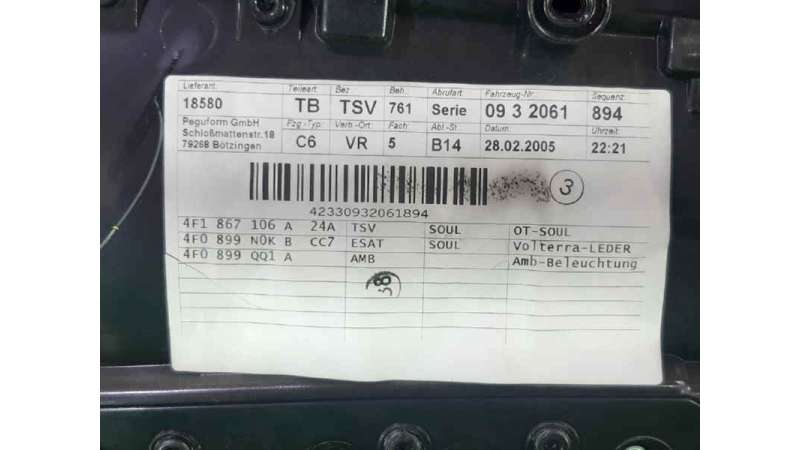 Lieferant: Teileart: Bez Beh. Abrufart Fahrzeug-Nr. Sequenz
18580 TB TSV 761 Serie 09 3 2061 894
Peguform GmbH Fzg.-Typ: Verb.-Ort: Fach: Abl.-St Datum Uhrzeit:
Schloßmattenstr.18
79268 Bötzingen C6 VR 5 B14 28.02.2005 22:21
3
42330932061894
4F1 867 106 A 24A TSV SOUL OT-SOUL
4F0 899 N0K B CC7 ESAT SOUL Volterra-LEDER
4F0 899 QQ1 A AMB Amb-Beleuchtung